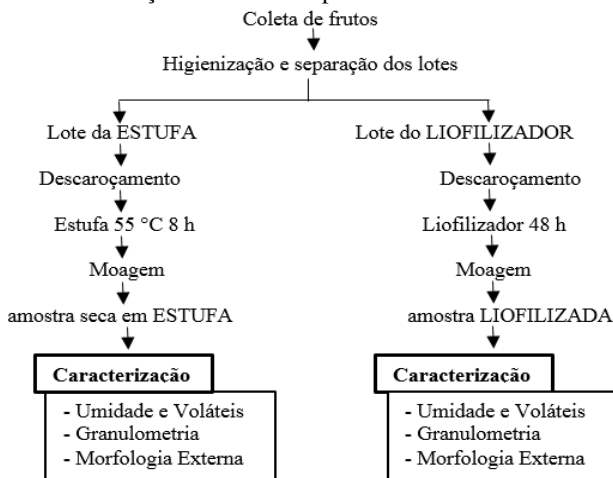 Coleta de frutos
Higienização e separação dos lotes
Lote da ESTUFA
Descaroçamento
Estufa 55 °C 8 h
Moagem
amostra seca em ESTUFA
Caracterização
- Umidade e Voláteis
- Granulometria
- Morfologia Externa
Lote do LIOFILIZADOR
Descaroçamento
Liofilizador 48 h
Moagem
amostra LIOFILIZADA
Caracterização
- Umidade e Voláteis
- Granulometria
- Morfologia Externa